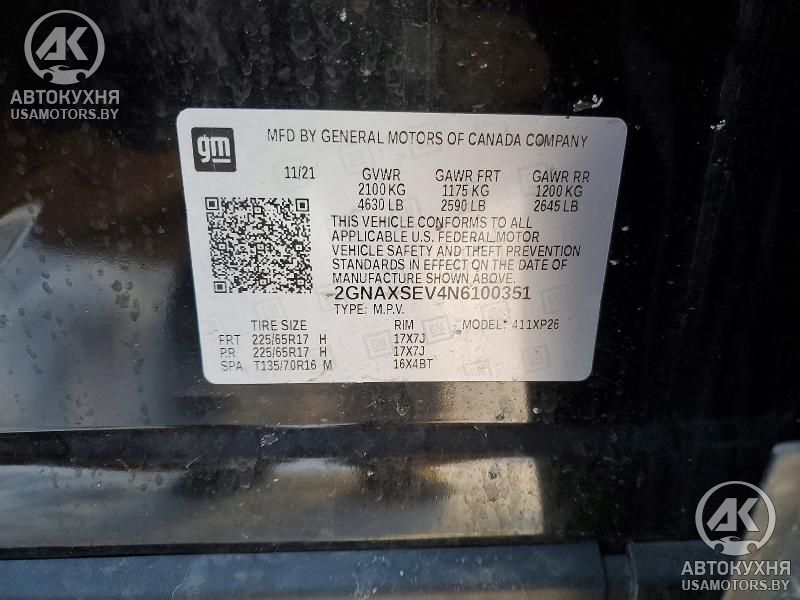 AK
АВТОКУХНЯ
USAMOTORS.BY
gm
MFD BY GENERAL MOTORS OF CANADA COMPANY
11/21 GVWR GAWR FRT GAWR RR
2100 KG 1175 KG 1200 KG
4630 LB 2590 LB 2645 LB
THIS VEHICLE CONFORMS TO ALL
APPLICABLE U.S. FEDERAL MOTOR
VEHICLE SAFETY AND THEFT PREVENTION
STANDARDS IN EFFECT ON THE DATE OF
MANUFACTURE SHOWN ABOVE.
2GNAXSEV4N6100351
TYPE: M.P.V.
TIRE SIZE RIM MODEL: 411XP26
FRT 225/65R17 H 17X7J
RR 225/65R17 H 17X7J
SPA T135/70R16 M 16X4BT
AK
АВТОКУХНЯ
USAMOTORS.BY